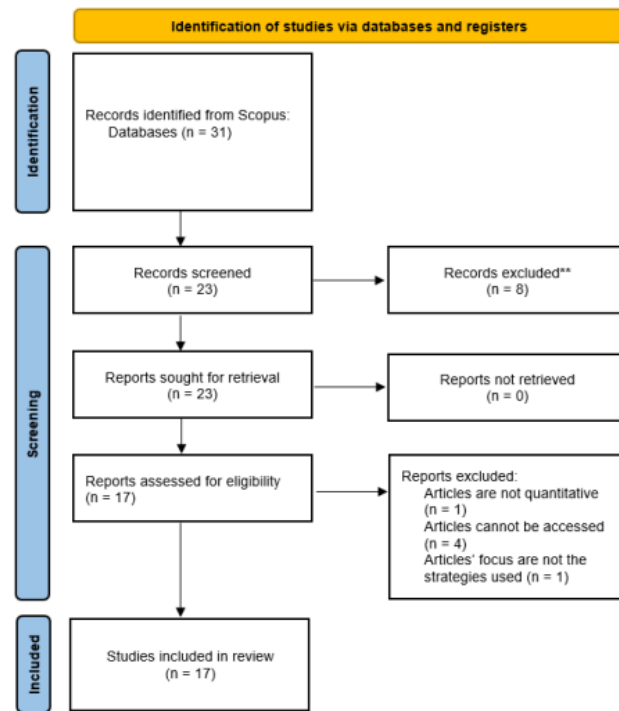 Identification of studies via databases and registers
Identification
Records identified from Scopus:
Databases (n = 31)
Screening
Records screened
(n = 23)
Records excluded**
(n = 8)
Reports sought for retrieval
(n = 23)
Reports not retrieved
(n = 0)
Reports assessed for eligibility
(n = 17)
Reports excluded:
Articles are not quantitative
(n = 1)
Articles cannot be accessed
(n = 4)
Articles' focus are not the
strategies used (n = 1)
Included
Studies included in review
(n = 17)